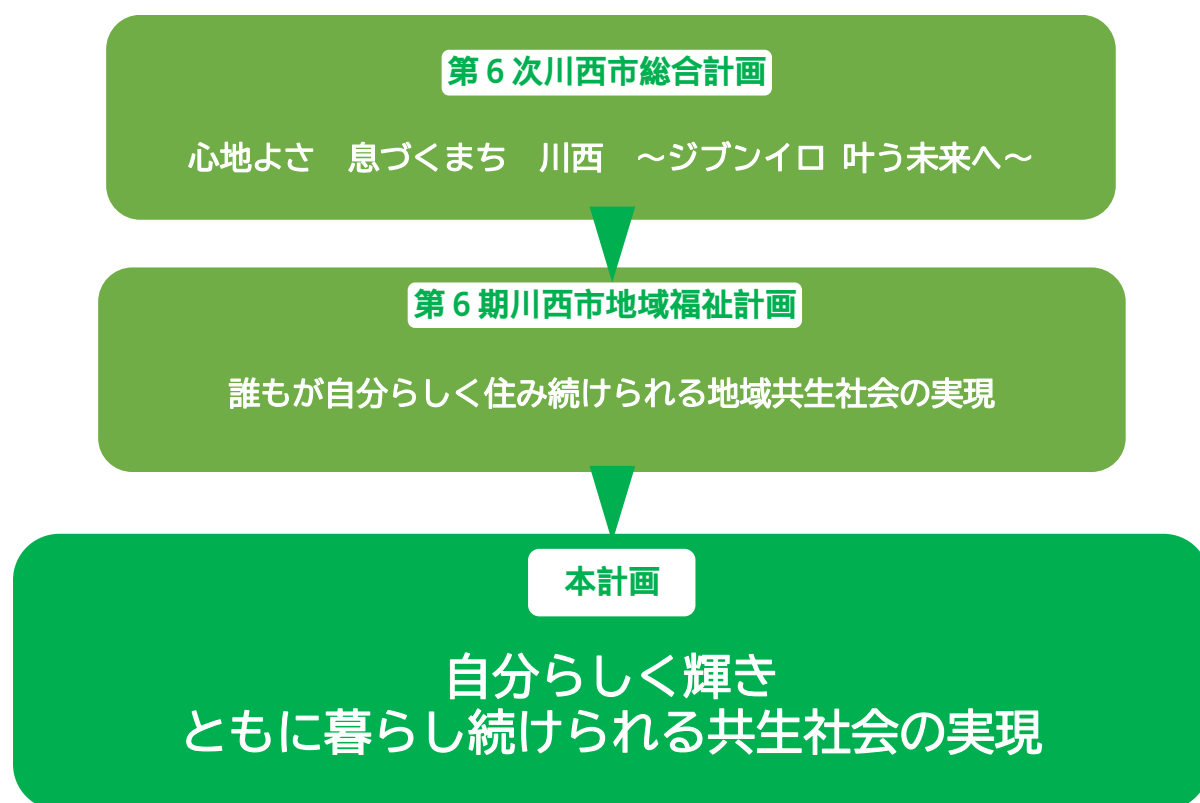 第６次川西市総合計画
心地よさ　息づくまち　川西　～ジブンイロ 叶う未来へ～
第６期川西市地域福祉計画
誰もが自分らしく住み続けられる地域共生社会の実現
本計画
自分らしく輝き
ともに暮らし続けられる共生社会の実現